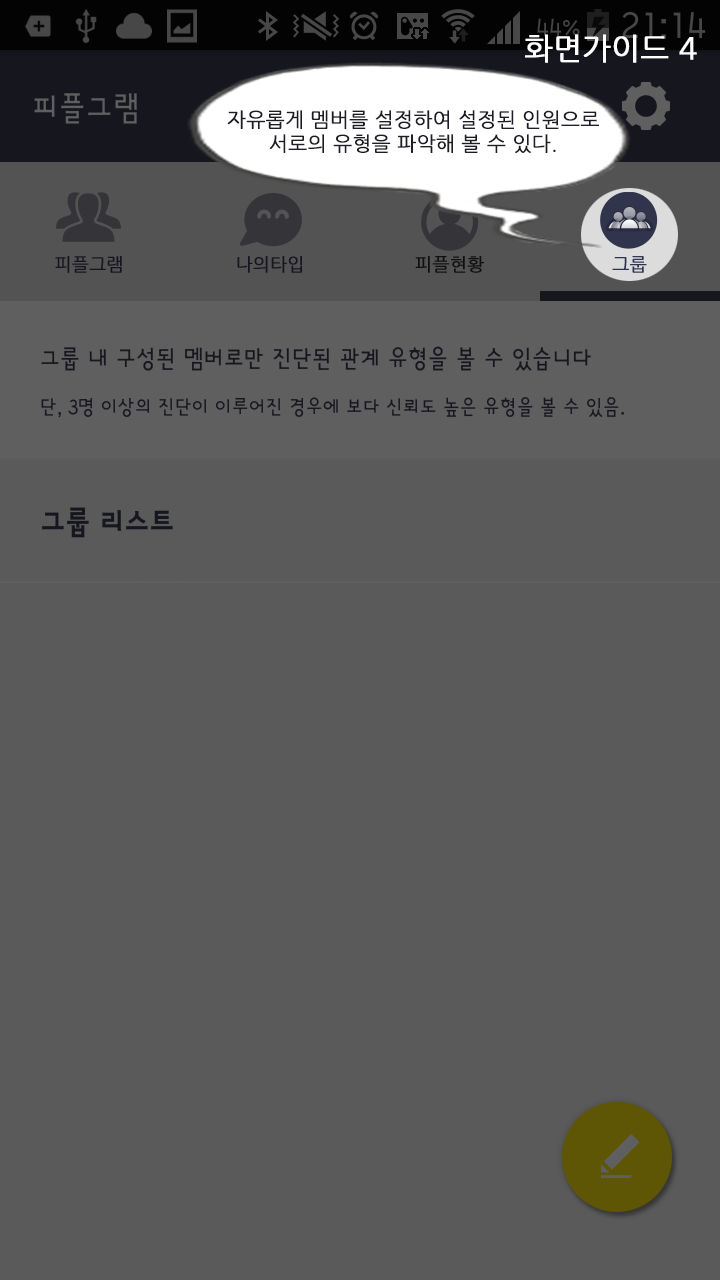 44% 21:14
화면가이드 4
피플그램
자유롭게 멤버를 설정하여 설정된 인원으로
서로의 유형을 파악해 볼 수 있다.
피플그램 나의타입 피플현황 그룹
그룹 내 구성된 멤버로만 진단된 관계 유형을 볼 수 있습니다
단, 3명 이상의 진단이 이루어진 경우에 보다 신뢰도 높은 유형을 볼 수 있음.
그룹 리스트